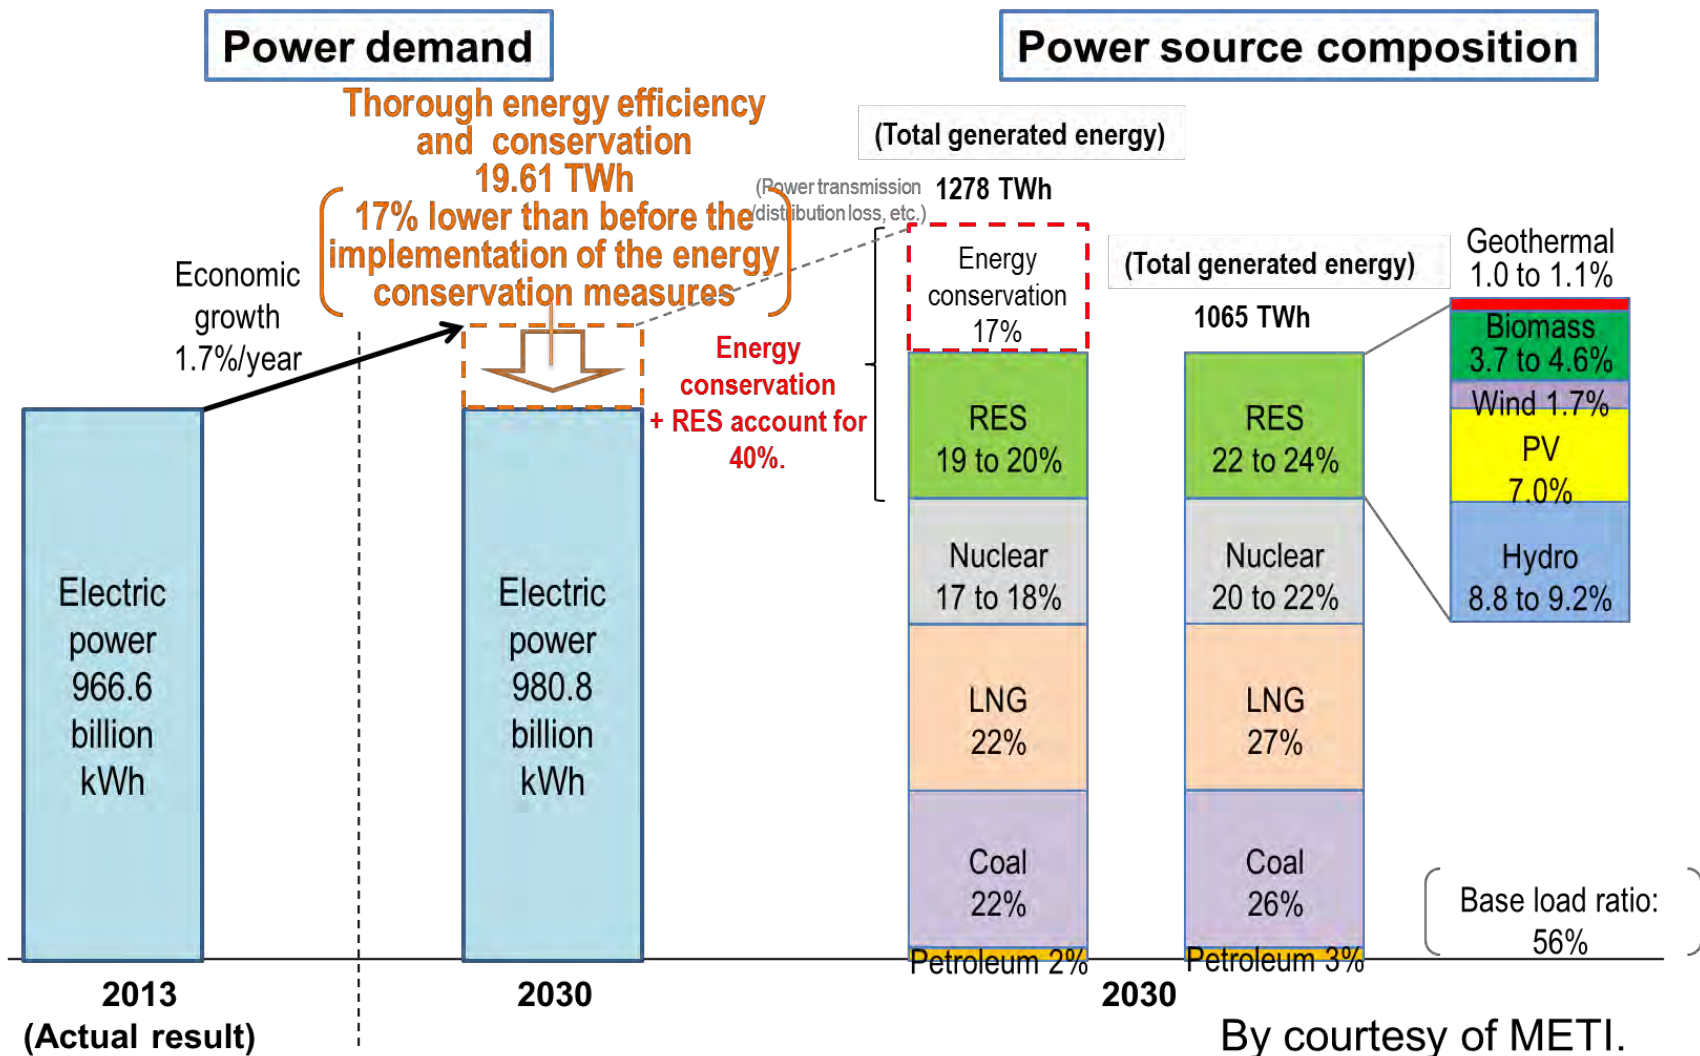 Power demand
Power source composition
Thorough energy efficiency
and conservation
19.61 TWh
17% lower than before the
implementation of the energy
conservation measures
(Power transmission
/distribution loss, etc.)
(Total generated energy)
1278 TWh
(Total generated energy)
1065 TWh
Economic
growth
1.7%/year
Energy
conservation
+ RES account for
40%.
Electric
power
966.6
billion
kWh
Electric
power
980.8
billion
kWh
Energy
conservation
17%
RES
19 to 20%
Nuclear
17 to 18%
LNG
22%
Coal
22%
Petroleum 2%
RES
22 to 24%
Nuclear
20 to 22%
LNG
27%
Coal
26%
Petroleum 3%
Geothermal
1.0 to 1.1%
Biomass
3.7 to 4.6%
Wind 1.7%
PV
7.0%
Hydro
8.8 to 9.2%
Base load ratio:
56%
2013
(Actual result)
2030
2030
By courtesy of METI.